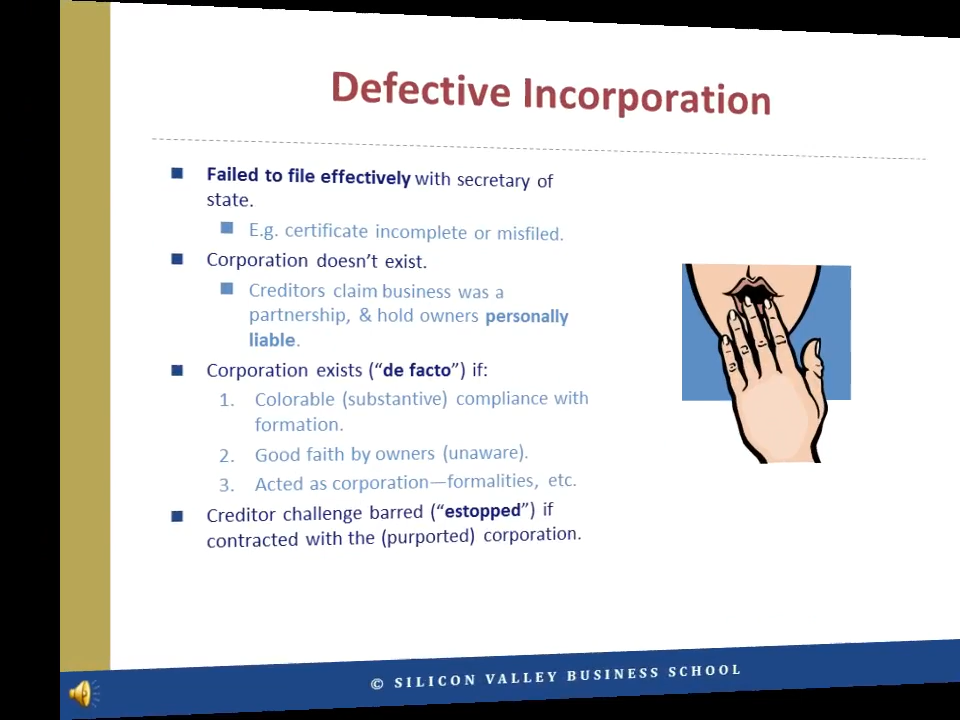 Defective Incorporation
■ Failed to file effectively with secretary of
state.
■ E.g. certificate incomplete or misfiled.
■ Corporation doesn’t exist.
■ Creditors claim business was a
partnership, & hold owners personally
liable.
■ Corporation exists (“de facto”) if:
1. Colorable (substantive) compliance with
formation.
2. Good faith by owners (unaware).
3. Acted as corporation—formalities, etc.
■ Creditor challenge barred (“estopped”) if
contracted with the (purported) corporation.
© SILICON VALLEY BUSINESS SCHOOL